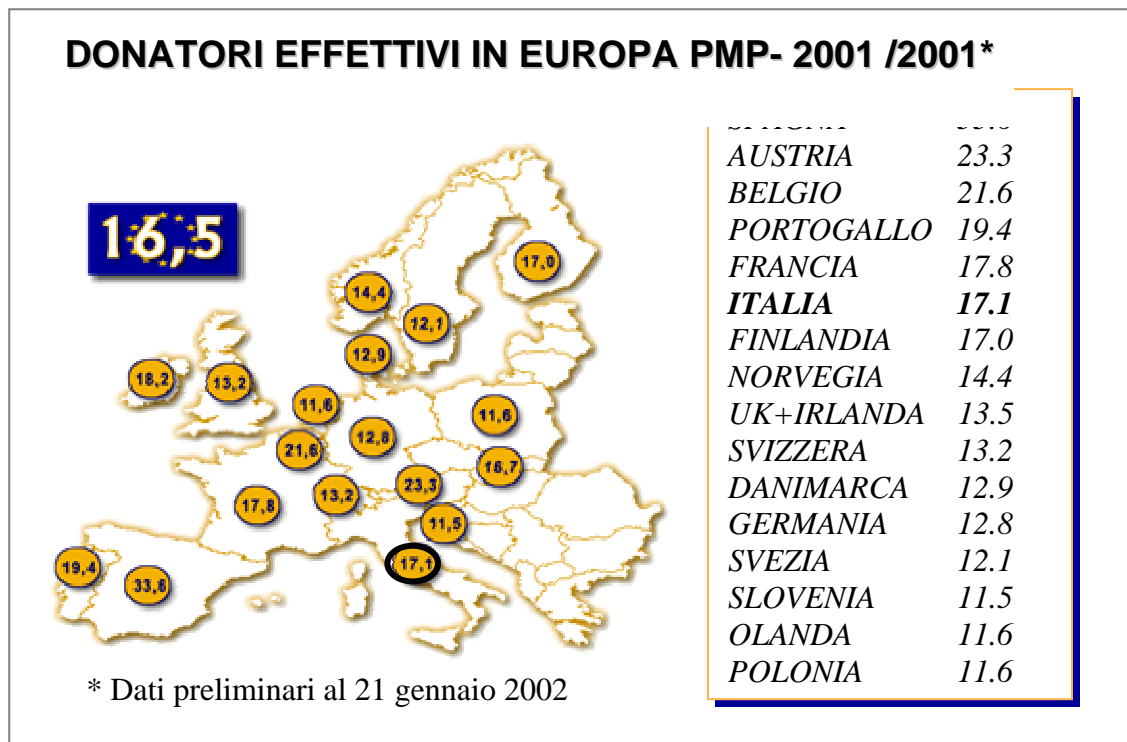 DONATORI EFFETTIVI IN EUROPA PMP- 2001 /2001*
16,5
17,0
14,4
12,1
12,9
18,2
13,2
11,6
11,6
12,8
21,6
23,3
13,2
17,8
11,5
17,1
19,4
33,6
SPAGNA 33.6
AUSTRIA 23.3
BELGIO 21.6
PORTOGALLO 19.4
FRANCIA 17.8
ITALIA 17.1
FINLANDIA 17.0
NORVEGIA 14.4
UK+IRLANDA 13.5
SVIZZERA 13.2
DANIMARCA 12.9
GERMANIA 12.8
SVEZIA 12.1
SLOVENIA 11.5
OLANDA 11.6
POLONIA 11.6
* Dati preliminari al 21 gennaio 2002